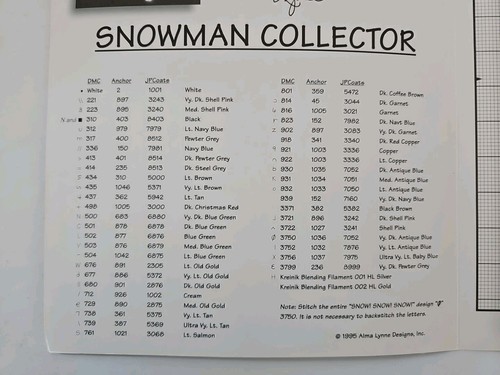 SNOWMAN COLLECTOR
DMC Anchor JPCoats
White 2 1001 White
221 897 3243 Vy. Dk. Shell Pink
223 895 3240 Med. Shell Pink
N and ■ 310 403 8403 Black
312 979 7979 Lt. Navy Blue
317 400 8512 Pewter Grey
336 150 7981 Navy Blue
413 401 8514 Dk. Pewter Grey
414 235 8513 Dk. Steel Grey
434 310 5000 Lt. Brown
435 1046 5371 Vy. Lt. Brown
437 362 5942 Lt. Tan
498 1005 3000 Dk. Christmas Red
500 683 6880 Vy. Dk. Blue Green
501 878 6878 Dk. Blue Green
502 877 6876 Blue Green
503 876 6879 Med. Blue Green
504 1042 6875 Lt. Blue Green
676 891 2305 Lt. Old Gold
677 886 5372 Vy. Lt. Old Gold
680 901 2876 Dk. Old Gold
712 926 1002 Cream
729 890 2875 Med. Old Gold
738 361 5375 Vy. Lt. Tan
739 387 5369 Ultra Vy. Lt. Tan
761 1021 3068 Lt. Salmon
DMC Anchor JPCoats
801 359 5472 Dk. Coffee Brown
814 45 3044 Dk. Garnet
816 1005 3021 Garnet
823 152 7982 Dk. Navt Blue
902 897 3083 Vy. Dk. Garnet
918 341 3340 Dk. Red Copper
921 1003 3336 Copper
922 1003 3336 Lt. Copper
930 1035 7052 Dk. Antique Blue
931 1034 7051 Med. Antique Blue
932 1033 7050 Lt. Antique Blue
939 152 7160 Vy. Dk. Navy Blue
3371 382 5382 Black Brown
3721 896 3242 Dk. Shell Pink
3722 1027 3241 Shell Pink
3750 1036 7052 Vy. Dk. Antique Blue
3752 1032 7876 Vy. Lt. Antique Blue
3756 1037 7975 Ultra Vy. Lt. Baby Blue
3799 236 8999 Vy. Dk. Pewter Grey
Kreinik Blending Filament 001 HL Silver
Kreinik Blending Filament 002 HL Gold
Note: Stitch the entire "SNOW! SNOW! SNOW!" design
3750. It is not necessary to backstitch the letters.
© 1995 Alma Lynne Designs, Inc.